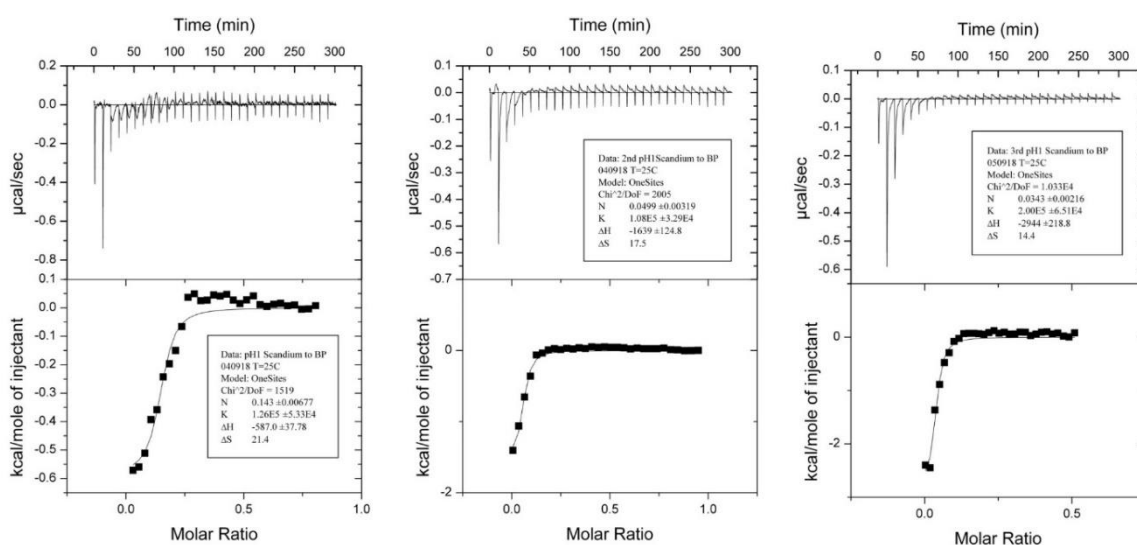 Time (min)
0 50 100 150 200 250 300
0.2
0.0
-0.2
-0.4
-0.6
-0.8
µcal/sec
0.1
0.0
-0.1
-0.2
-0.3
-0.4
-0.5
-0.6
kcal/mole of injectant
Data: pH1 Scandium to BP
040918 T=25C
Model: OneSites
Chi^2/DoF = 1519
N 0.143 ±0.00677
K 1.26E5 ±5.33E4
ΔH -587.0 ±37.78
ΔS 21.4
0.0 0.5 1.0
Molar Ratio
Time (min)
0 50 100 150 200 250 300
0.1
0.0
-0.1
-0.2
-0.3
-0.4
-0.5
-0.6
-0.7
µcal/sec
Data: 2nd pH1Scandium to BP
040918 T=25C
Model: OneSites
Chi^2/DoF = 2005
N 0.0499 ±0.00319
K 1.08E5 ±3.29E4
ΔH -1639 ±124.8
ΔS 17.5
0
-2
kcal/mole of injectant
0.0 0.5 1.0
Molar Ratio
Time (min)
0 50 100 150 200 250 300
0.1
0.0
-0.1
-0.2
-0.3
-0.4
-0.5
-0.6
µcal/sec
Data: 3rd pH1 Scandium to BP
050918 T=25C
Model: OneSites
Chi^2/DoF = 1.033E4
N 0.0343 ±0.00216
K 2.00E5 ±6.51E4
ΔH -2944 ±218.8
ΔS 14.4
0
-2
kcal/mole of injectant
0.0 0.5
Molar Ratio